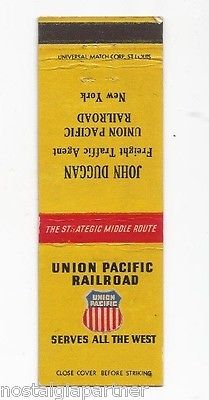 UNIVERSAL MATCH CORP. ST. LOUIS
JOHN DUGGAN
Freight Traffic Agent
UNION PACIFIC
RAILROAD
New York
THE STRATEGIC MIDDLE ROUTE
UNION PACIFIC
RAILROAD
UNION
PACIFIC
SERVES ALL THE WEST
CLOSE COVER BEFORE STRIKING
nostalgiapartner